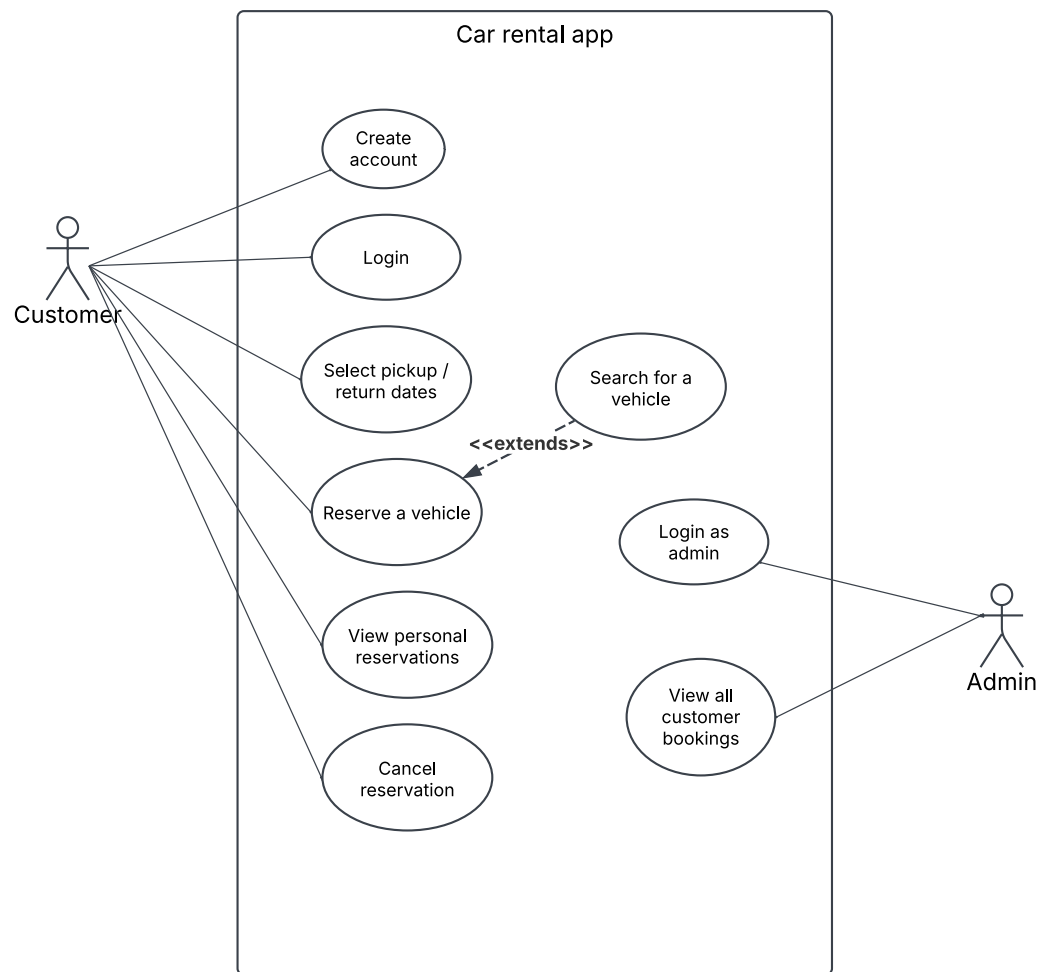 Car rental app
Create
account
Login
Customer
Select pickup /
return dates
Search for a
vehicle
<<extends>>
Reserve a vehicle
Login as
admin
View personal
reservations
Admin
View all
customer
bookings
Cancel
reservation